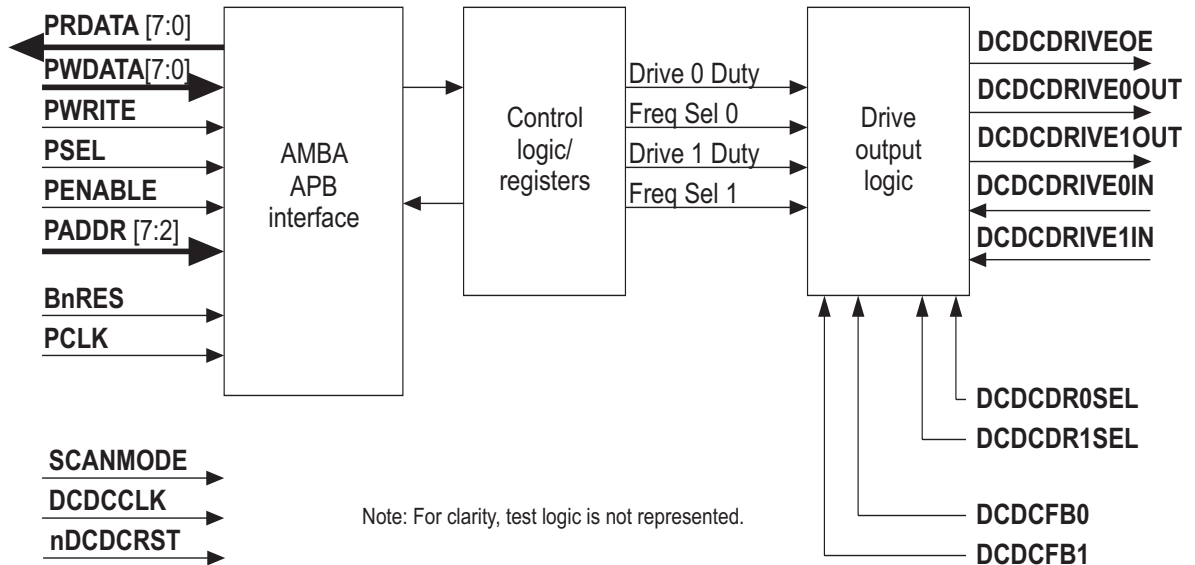 PRDATA [7:0]
PWDATA[7:0]
PWRITE
PSEL
PENABLE
PADDR [7:2]
BnRES
PCLK
AMBA
APB
interface
Control
logic/
registers
Drive 0 Duty
Freq Sel 0
Drive 1 Duty
Freq Sel 1
Drive
output
logic
DCDCDRIVEOE
DCDCDRIVE0OUT
DCDCDRIVE1OUT
DCDCDRIVE0IN
DCDCDRIVE1IN
DCDCDR0SEL
DCDCDR1SEL
DCDCFB0
DCDCFB1
SCANMODE
DCDCCLK
nDCDCRST
Note: For clarity, test logic is not represented.